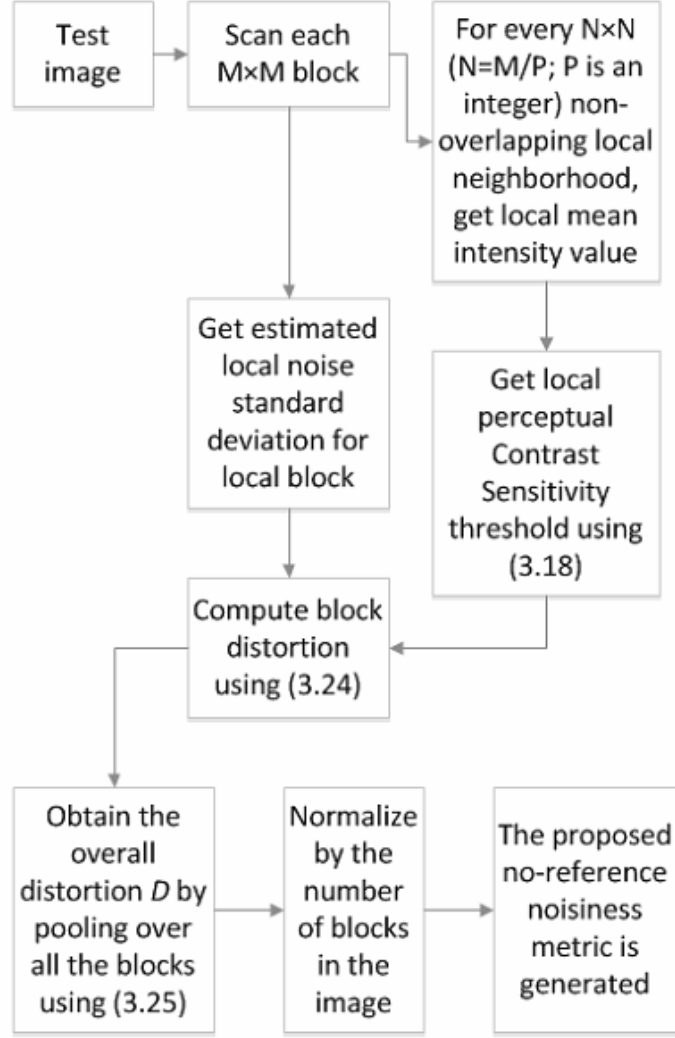 Test
image
Scan each
M×M block
For every N×N
(N=M/P; P is an
integer) non-
overlapping local
neighborhood,
get local mean
intensity value
Get estimated
local noise
standard
deviation for
local block
Get local
perceptual
Contrast
Sensitivity
threshold using
(3.18)
Compute block
distortion
using (3.24)
Obtain the
overall
distortion D by
pooling over
all the blocks
using (3.25)
Normalize
by the
number
of blocks
in the
image
The proposed
no-reference
noisiness
metric is
generated